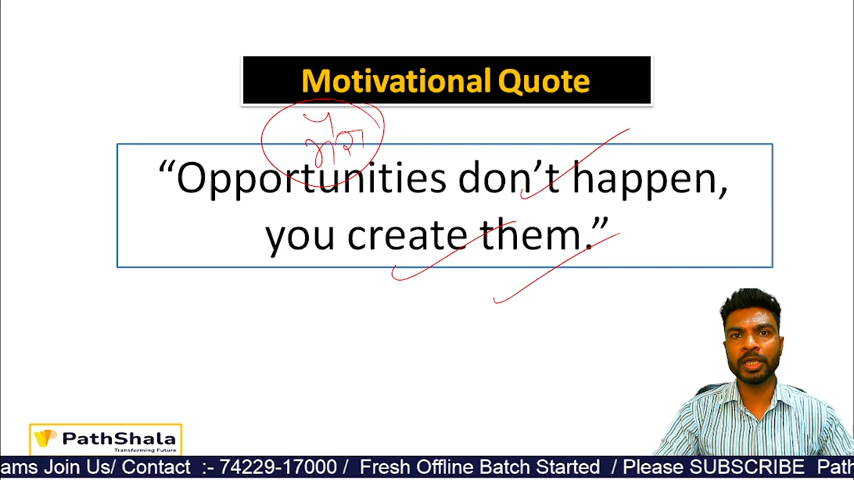 Motivational Quote
“Opportunities don’t happen,
you create them.”
PathShala
Transforming Future
ams Join Us/ Contact :- 74229-17000 / Fresh Offline Batch Started / Please SUBSCRIBE Path